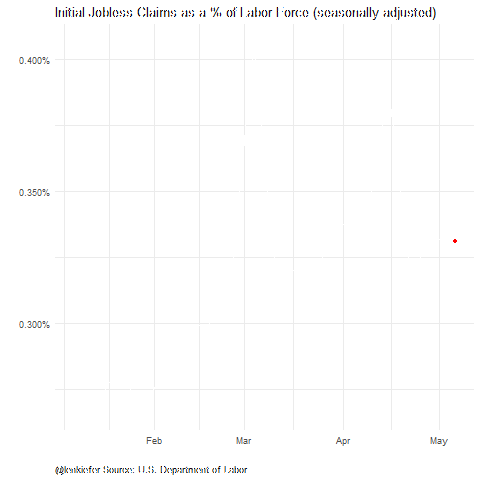 Initial Jobless Claims as a % of Labor Force (seasonally adjusted)
0.400%
0.350%
0.300%
Feb Mar Apr May
@lenkiefer Source: U.S. Department of Labor